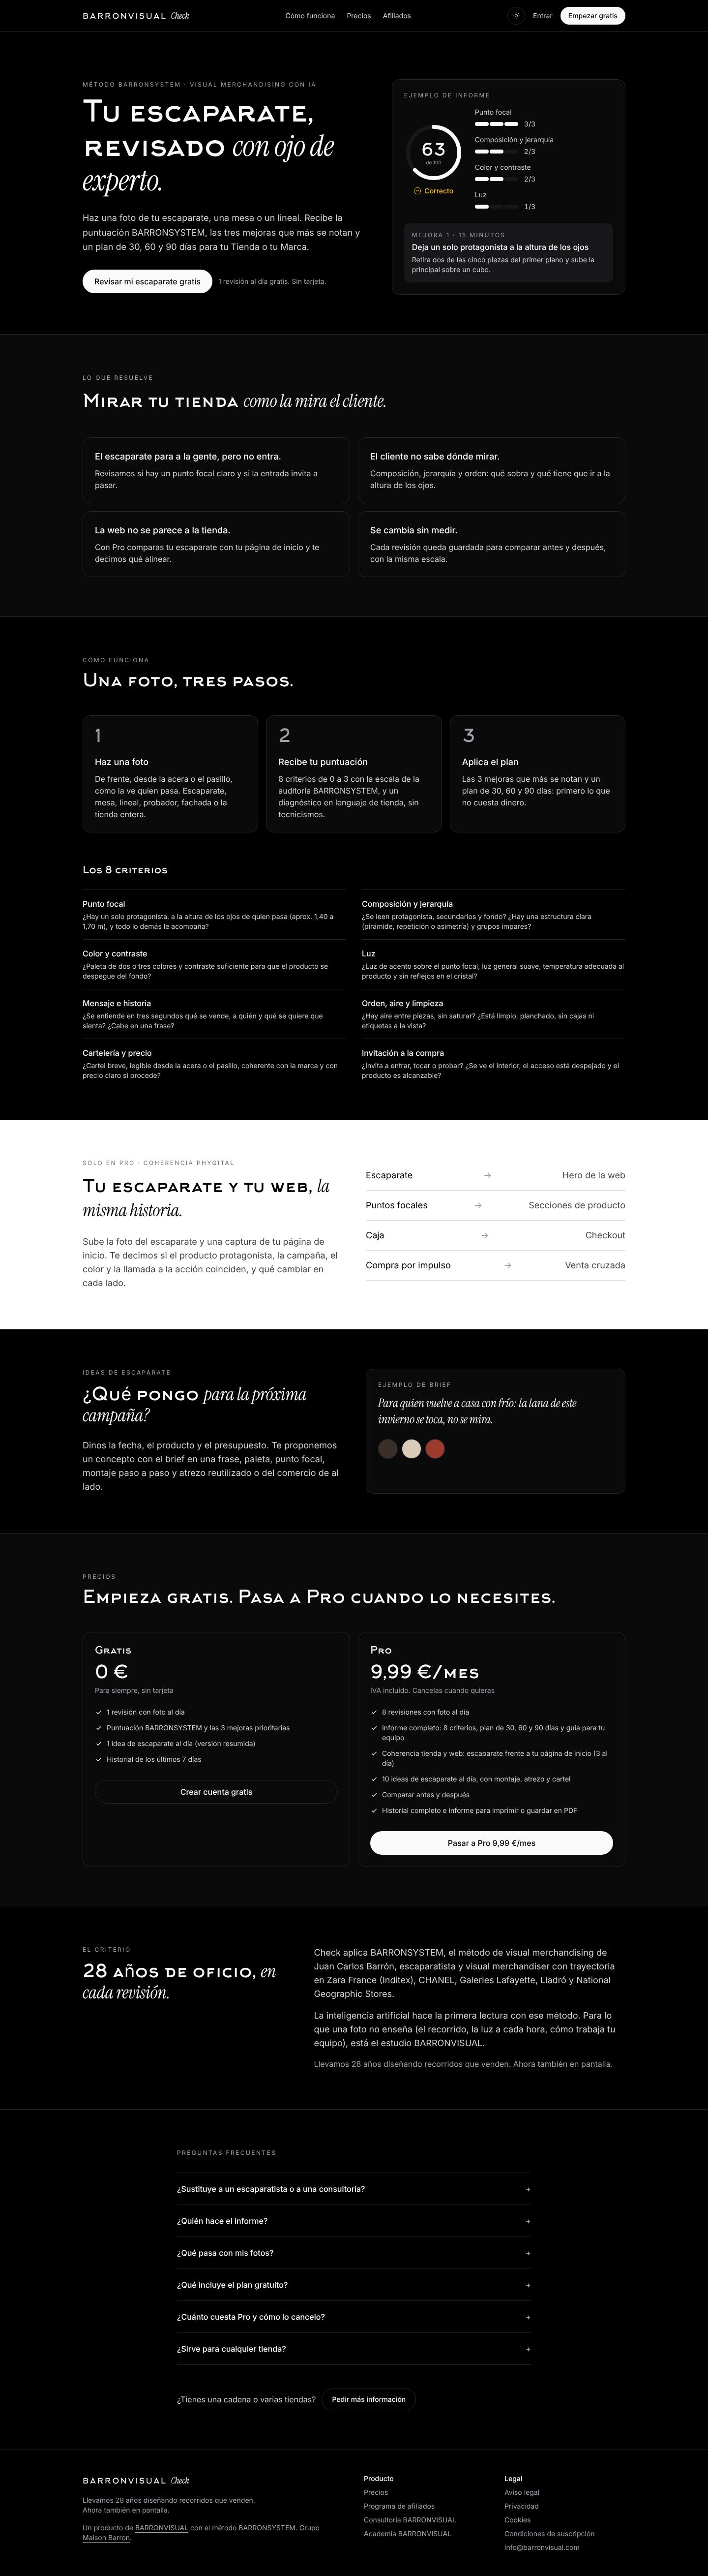 BARRONVISUAL Check
Cómo funciona Precios Afiliados
Entrar Empezar gratis
MÉTODO BARRONSYSTEM · VISUAL MERCHANDISING CON IA
Tu escaparate,
revisado con ojo de
experto.
Haz una foto de tu escaparate, una mesa o un lineal. Recibe la
puntuación BARRONSYSTEM, las tres mejoras que más se notan y
un plan de 30, 60 y 90 días para tu Tienda o tu Marca.
Revisar mi escaparate gratis 1 revisión al día gratis. Sin tarjeta.
EJEMPLO DE INFORME
63
de 100
Correcto
Punto focal
3/3
Composición y jerarquía
2/3
Color y contraste
2/3
Luz
1/3
MEJORA 1 · 15 MINUTOS
Deja un solo protagonista a la altura de los ojos
Retira dos de las cinco piezas del primer plano y sube la
principal sobre un cubo.
LO QUE RESUELVE
Mirar tu tienda como la mira el cliente.
El escaparate para a la gente, pero no entra.
Revisamos si hay un punto focal claro y si la entrada invita a
pasar.
El cliente no sabe dónde mirar.
Composición, jerarquía y orden: qué sobra y qué tiene que ir a la
altura de los ojos.
La web no se parece a la tienda.
Con Pro comparas tu escaparate con tu página de inicio y te
decimos qué alinear.
Se cambia sin medir.
Cada revisión queda guardada para comparar antes y después,
con la misma escala.
CÓMO FUNCIONA
Una foto, tres pasos.
1
Haz una foto
De frente, desde la acera o el pasillo,
como la ve quien pasa. Escaparate,
mesa, lineal, probador, fachada o la
tienda entera.
2
Recibe tu puntuación
8 criterios de 0 a 3 con la escala de la
auditoría BARRONSYSTEM, y un
diagnóstico en lenguaje de tienda, sin
tecnicismos.
3
Aplica el plan
Las 3 mejoras que más se notan y un
plan de 30, 60 y 90 días: primero lo que
no cuesta dinero.
Los 8 criterios
Punto focal
¿Hay un solo protagonista, a la altura de los ojos de quien pasa (aprox. 1,40 a
1,70 m), y todo lo demás le acompaña?
Composición y jerarquía
¿Se leen protagonista, secundarios y fondo? ¿Hay una estructura clara
(pirámide, repetición o asimetría) y grupos impares?
Color y contraste
¿Paleta de dos o tres colores y contraste suficiente para que el producto se
despegue del fondo?
Luz
¿Luz de acento sobre el punto focal, luz general suave, temperatura adecuada al
producto y sin reflejos en el cristal?
Mensaje e historia
¿Se entiende en tres segundos qué se vende, a quién y qué se quiere que
sienta? ¿Cabe en una frase?
Orden, aire y limpieza
¿Hay aire entre piezas, sin saturar? ¿Está limpio, planchado, sin cajas ni
etiquetas a la vista?
Cartelería y precio
¿Cartel breve, legible desde la acera o el pasillo, coherente con la marca y con
precio claro si procede?
Invitación a la compra
¿Invita a entrar, tocar o probar? ¿Se ve el interior, el acceso está despejado y el
producto es alcanzable?
SOLO EN PRO · COHERENCIA PHYGITAL
Tu escaparate y tu web, la
misma historia.
Sube la foto del escaparate y una captura de tu página de
inicio. Te decimos si el producto protagonista, la campaña, el
color y la llamada a la acción coinciden, y qué cambiar en
cada lado.
Escaparate → Hero de la web
Puntos focales → Secciones de producto
Caja → Checkout
Compra por impulso → Venta cruzada
IDEAS DE ESCAPARATE
¿Qué pongo para la próxima
campaña?
Dinos la fecha, el producto y el presupuesto. Te proponemos
un concepto con el brief en una frase, paleta, punto focal,
montaje paso a paso y atrezo reutilizado o del comercio de al
lado.
EJEMPLO DE BRIEF
Para quien vuelve a casa con frío: la lana de este
invierno se toca, no se mira.
PRECIOS
Empieza gratis. Pasa a Pro cuando lo necesites.
Gratis
0 €
Para siempre, sin tarjeta
1 revisión con foto al día
Puntuación BARRONSYSTEM y las 3 mejoras prioritarias
1 idea de escaparate al día (versión resumida)
Historial de los últimos 7 días
Crear cuenta gratis
Pro
9,99 €/mes
IVA incluido. Cancelas cuando quieras
8 revisiones con foto al día
Informe completo: 8 criterios, plan de 30, 60 y 90 días y guía para tu
equipo
Coherencia tienda y web: escaparate frente a tu página de inicio (3 al
día)
10 ideas de escaparate al día, con montaje, atrezo y cartel
Comparar antes y después
Historial completo e informe para imprimir o guardar en PDF
Pasar a Pro 9,99 €/mes
EL CRITERIO
28 años de oficio, en
cada revisión.
Check aplica BARRONSYSTEM, el método de visual merchandising de
Juan Carlos Barrón, escaparatista y visual merchandiser con trayectoria
en Zara France (Inditex), CHANEL, Galeries Lafayette, Lladró y National
Geographic Stores.
La inteligencia artificial hace la primera lectura con ese método. Para lo
que una foto no enseña (el recorrido, la luz a cada hora, cómo trabaja tu
equipo), está el estudio BARRONVISUAL.
Llevamos 28 años diseñando recorridos que venden. Ahora también en pantalla.
PREGUNTAS FRECUENTES
¿Sustituye a un escaparatista o a una consultoría? +
¿Quién hace el informe? +
¿Qué pasa con mis fotos? +
¿Qué incluye el plan gratuito? +
¿Cuánto cuesta Pro y cómo lo cancelo? +
¿Sirve para cualquier tienda? +
¿Tienes una cadena o varias tiendas? Pedir más información
BARRONVISUAL Check
Llevamos 28 años diseñando recorridos que venden.
Ahora también en pantalla.
Un producto de BARRONVISUAL con el método BARRONSYSTEM. Grupo
Maison Barron.
Producto
Precios
Programa de afiliados
Consultoría BARRONVISUAL
Academia BARRONVISUAL
Legal
Aviso legal
Privacidad
Cookies
Condiciones de suscripción
info@barronvisual.com